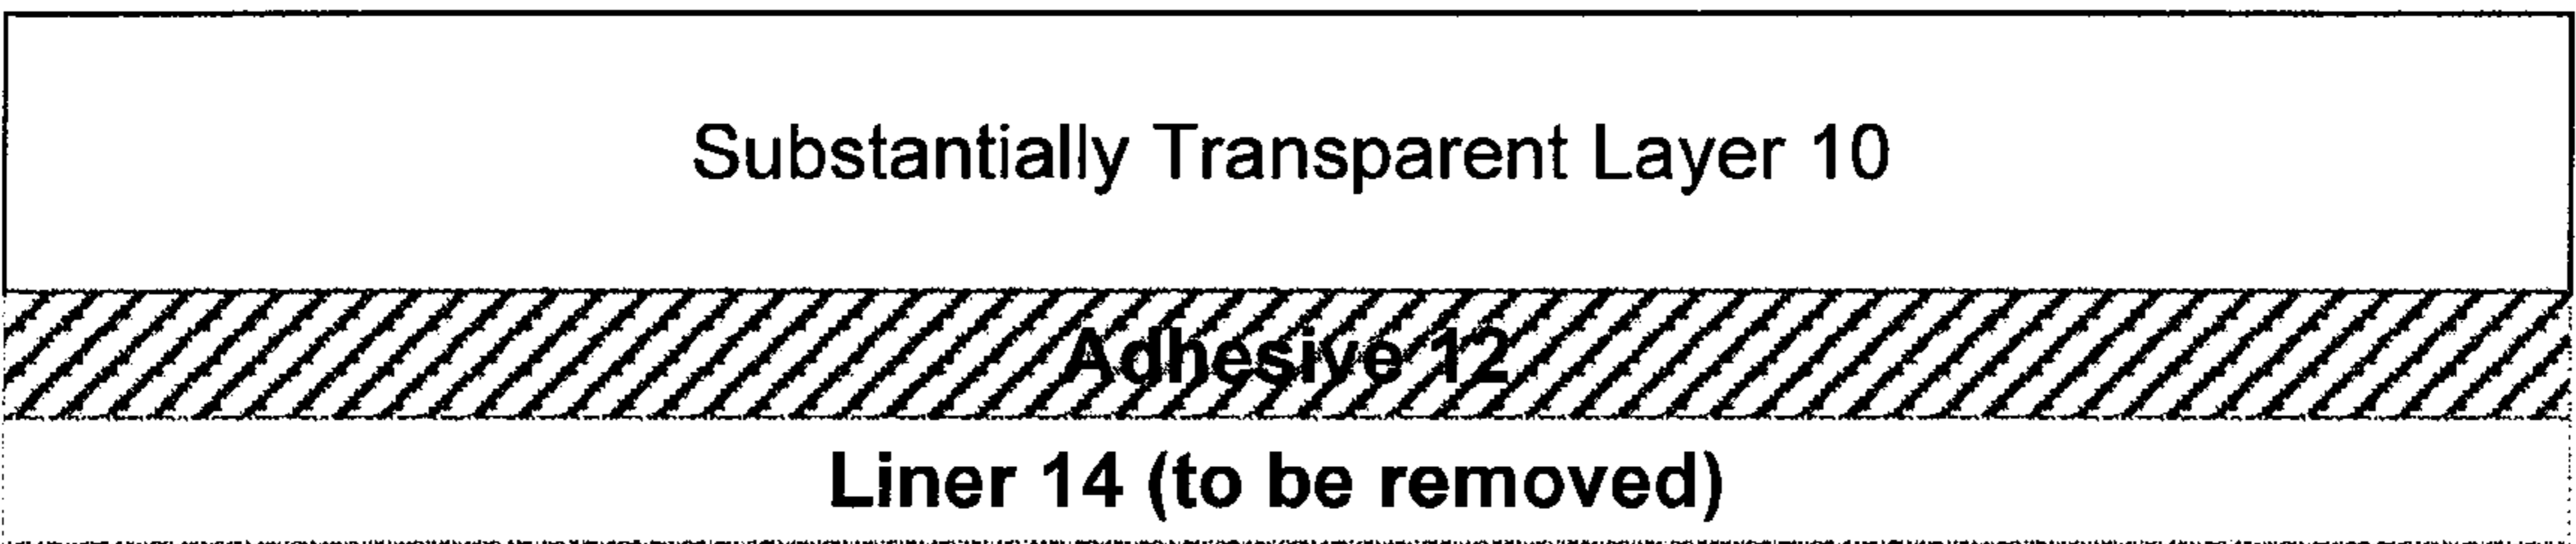 Substantially Transparent Layer 10
Adhesive 12
Liner 14 (to be removed)